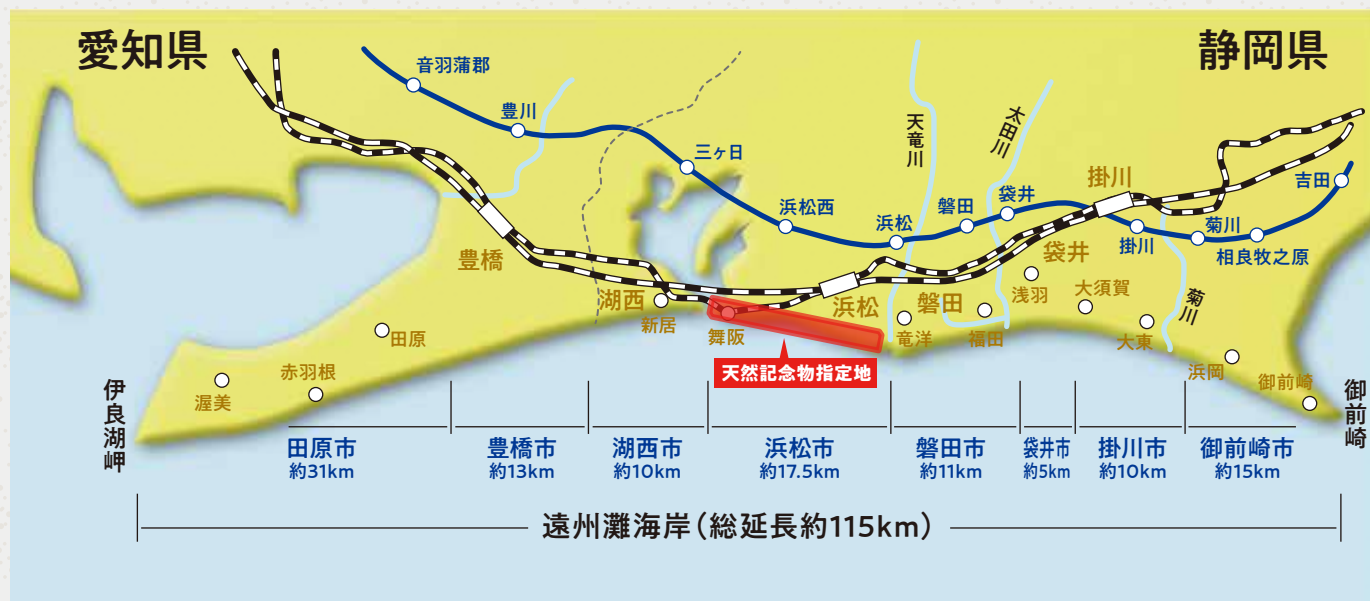 愛知県
静岡県
音羽蒲郡
豊川
三ヶ日
浜松西
浜松
磐田
袋井
掛川
菊川
相良牧之原
吉田
天竜川
太田川
菊川
豊橋
湖西
浜松
磐田
袋井
掛川
新居
舞阪
竜洋
福田
浅羽
大須賀
大東
浜岡
御前崎
田原
赤羽根
渥美
天然記念物指定地
伊良湖岬
御前崎
田原市
約31km
豊橋市
約13km
湖西市
約10km
浜松市
約17.5km
磐田市
約11km
袋井市
約5km
掛川市
約10km
御前崎市
約15km
遠州灘海岸(総延長約115km)